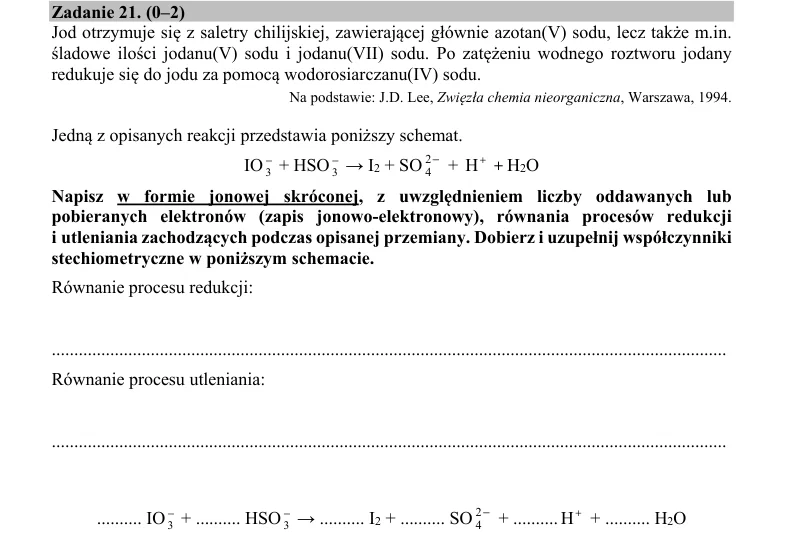 Zadanie 21. (0–2)
Jod otrzymuje się z saletry chilijskiej, zawierającej głównie azotan(V) sodu, lecz także m.in.
śladowe ilości jodanu(V) sodu i jodanu(VII) sodu. Po zatężeniu wodnego roztworu jodany
redukuje się do jodu za pomocą wodorosiarczanu(IV) sodu.
Na podstawie: J.D. Lee, Zwięzła chemia nieorganiczna, Warszawa, 1994.
Jedną z opisanych reakcji przedstawia poniższy schemat.
IO₃⁻ + HSO₃⁻ → I₂ + SO₄²⁻ + H⁺ + H₂O
Napisz w formie jonowej skróconej, z uwzględnieniem liczby oddawanych lub
pobieranych elektronów (zapis jonowo-elektronowy), równania procesów redukcji
i utleniania zachodzących podczas opisanej przemiany. Dobierz i uzupełnij współczynniki
stechiometryczne w poniższym schemacie.
Równanie procesu redukcji:
Równanie procesu utleniania:
.......... IO₃⁻ + .......... HSO₃⁻ → .......... I₂ + .......... SO₄²⁻ + .......... H⁺ + .......... H₂O